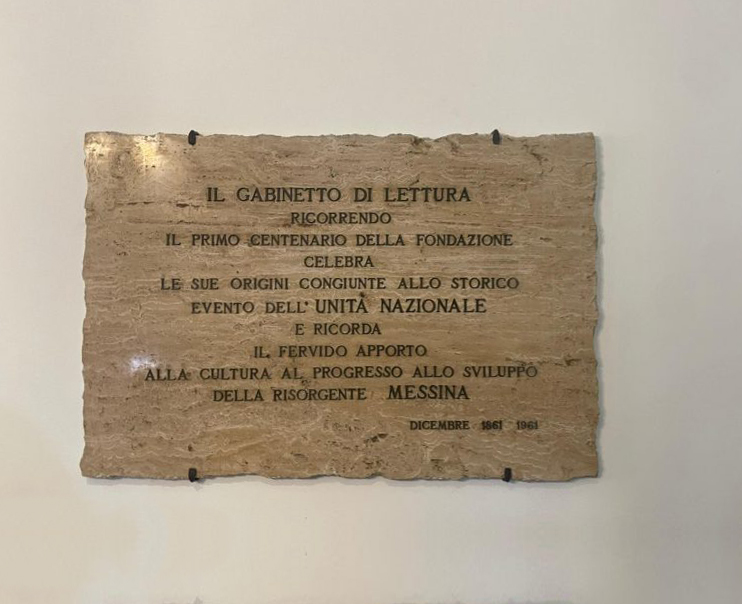 IL GABINETTO DI LETTURA
RICORRENDO
IL PRIMO CENTENARIO DELLA FONDAZIONE
CELEBRA
LE SUE ORIGINI CONGIUNTE ALLO STORICO
EVENTO DELL' UNITÀ NAZIONALE
E RICORDA
IL FERVIDO APPORTO
ALLA CULTURA AL PROGRESSO ALLO SVILUPPO
DELLA RISORGENTE MESSINA
DICEMBRE 1861 1961